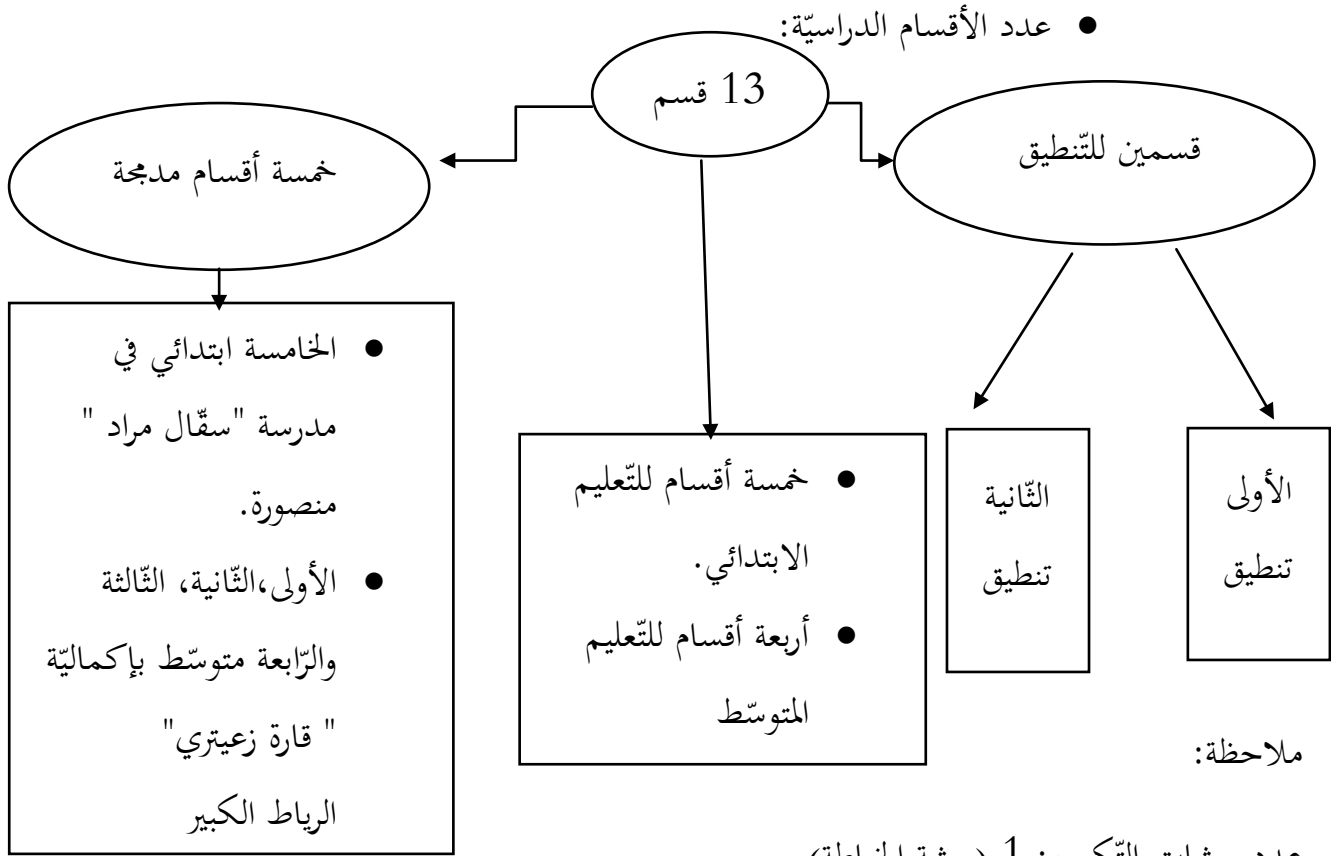 ● عدد الأقسام الدراسيّة:
13 قسم
قسمين للتّنطيق
خمسة أقسام مدمجة
الأولى
تنطيق
الثّانية
تنطيق
● خمسة أقسام للتّعليم
الابتدائي.
● أربعة أقسام للتّعليم
المتوسّط
● الخامسة ابتدائي في
مدرسة "سقّال مراد "
منصورة.
● الأولى،الثّانية، الثّالثة
والرّابعة متوسّط بإكماليّة
" قارة زعيتري"
الرياط الكبير
ملاحظة:
عدد 1